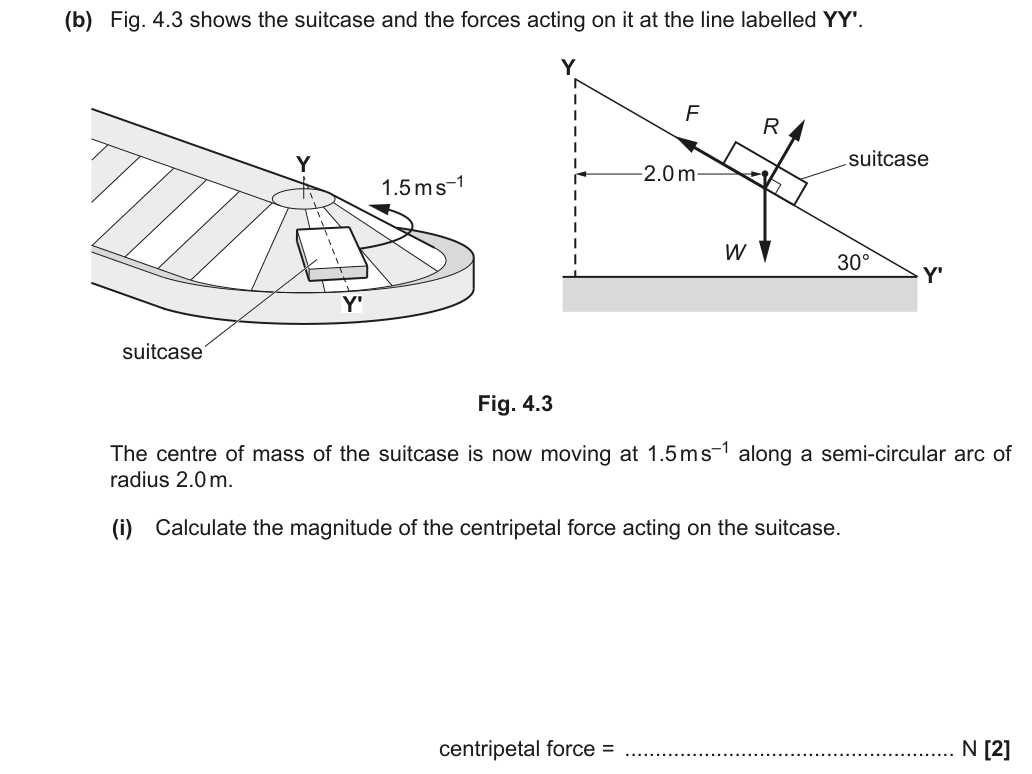 (b) Fig. 4.3 shows the suitcase and the forces acting on it at the line labelled YY'.
Y
1.5 m s⁻¹
Y'
suitcase
Y
F
R
suitcase
2.0 m
W
30°
Y'
Fig. 4.3
The centre of mass of the suitcase is now moving at 1.5 m s⁻¹ along a semi-circular arc of
radius 2.0 m.
(i) Calculate the magnitude of the centripetal force acting on the suitcase.
centripetal force = ..................................................... N [2]